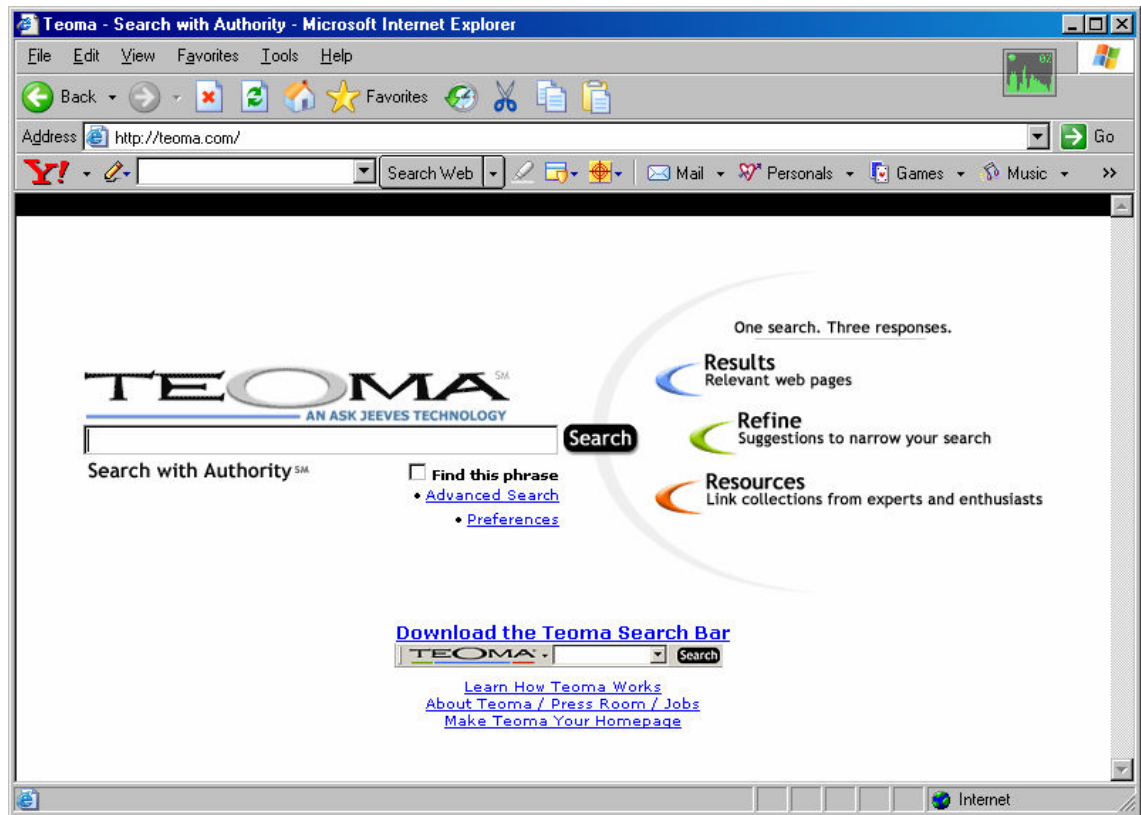 Teoma - Search with Authority - Microsoft Internet Explorer
File Edit View Favorites Tools Help
02
Back Favorites
Address http://teoma.com/ Go
Y! Search Web Mail Personals Games Music »
One search. Three responses.
Results
Relevant web pages
TEOMA SM
AN ASK JEEVES TECHNOLOGY
Refine
Suggestions to narrow your search
Search
Search with Authority SM
Find this phrase
• Advanced Search
• Preferences
Resources
Link collections from experts and enthusiasts
Download the Teoma Search Bar
TEOMA Search
Learn How Teoma Works
About Teoma / Press Room / Jobs
Make Teoma Your Homepage
Internet